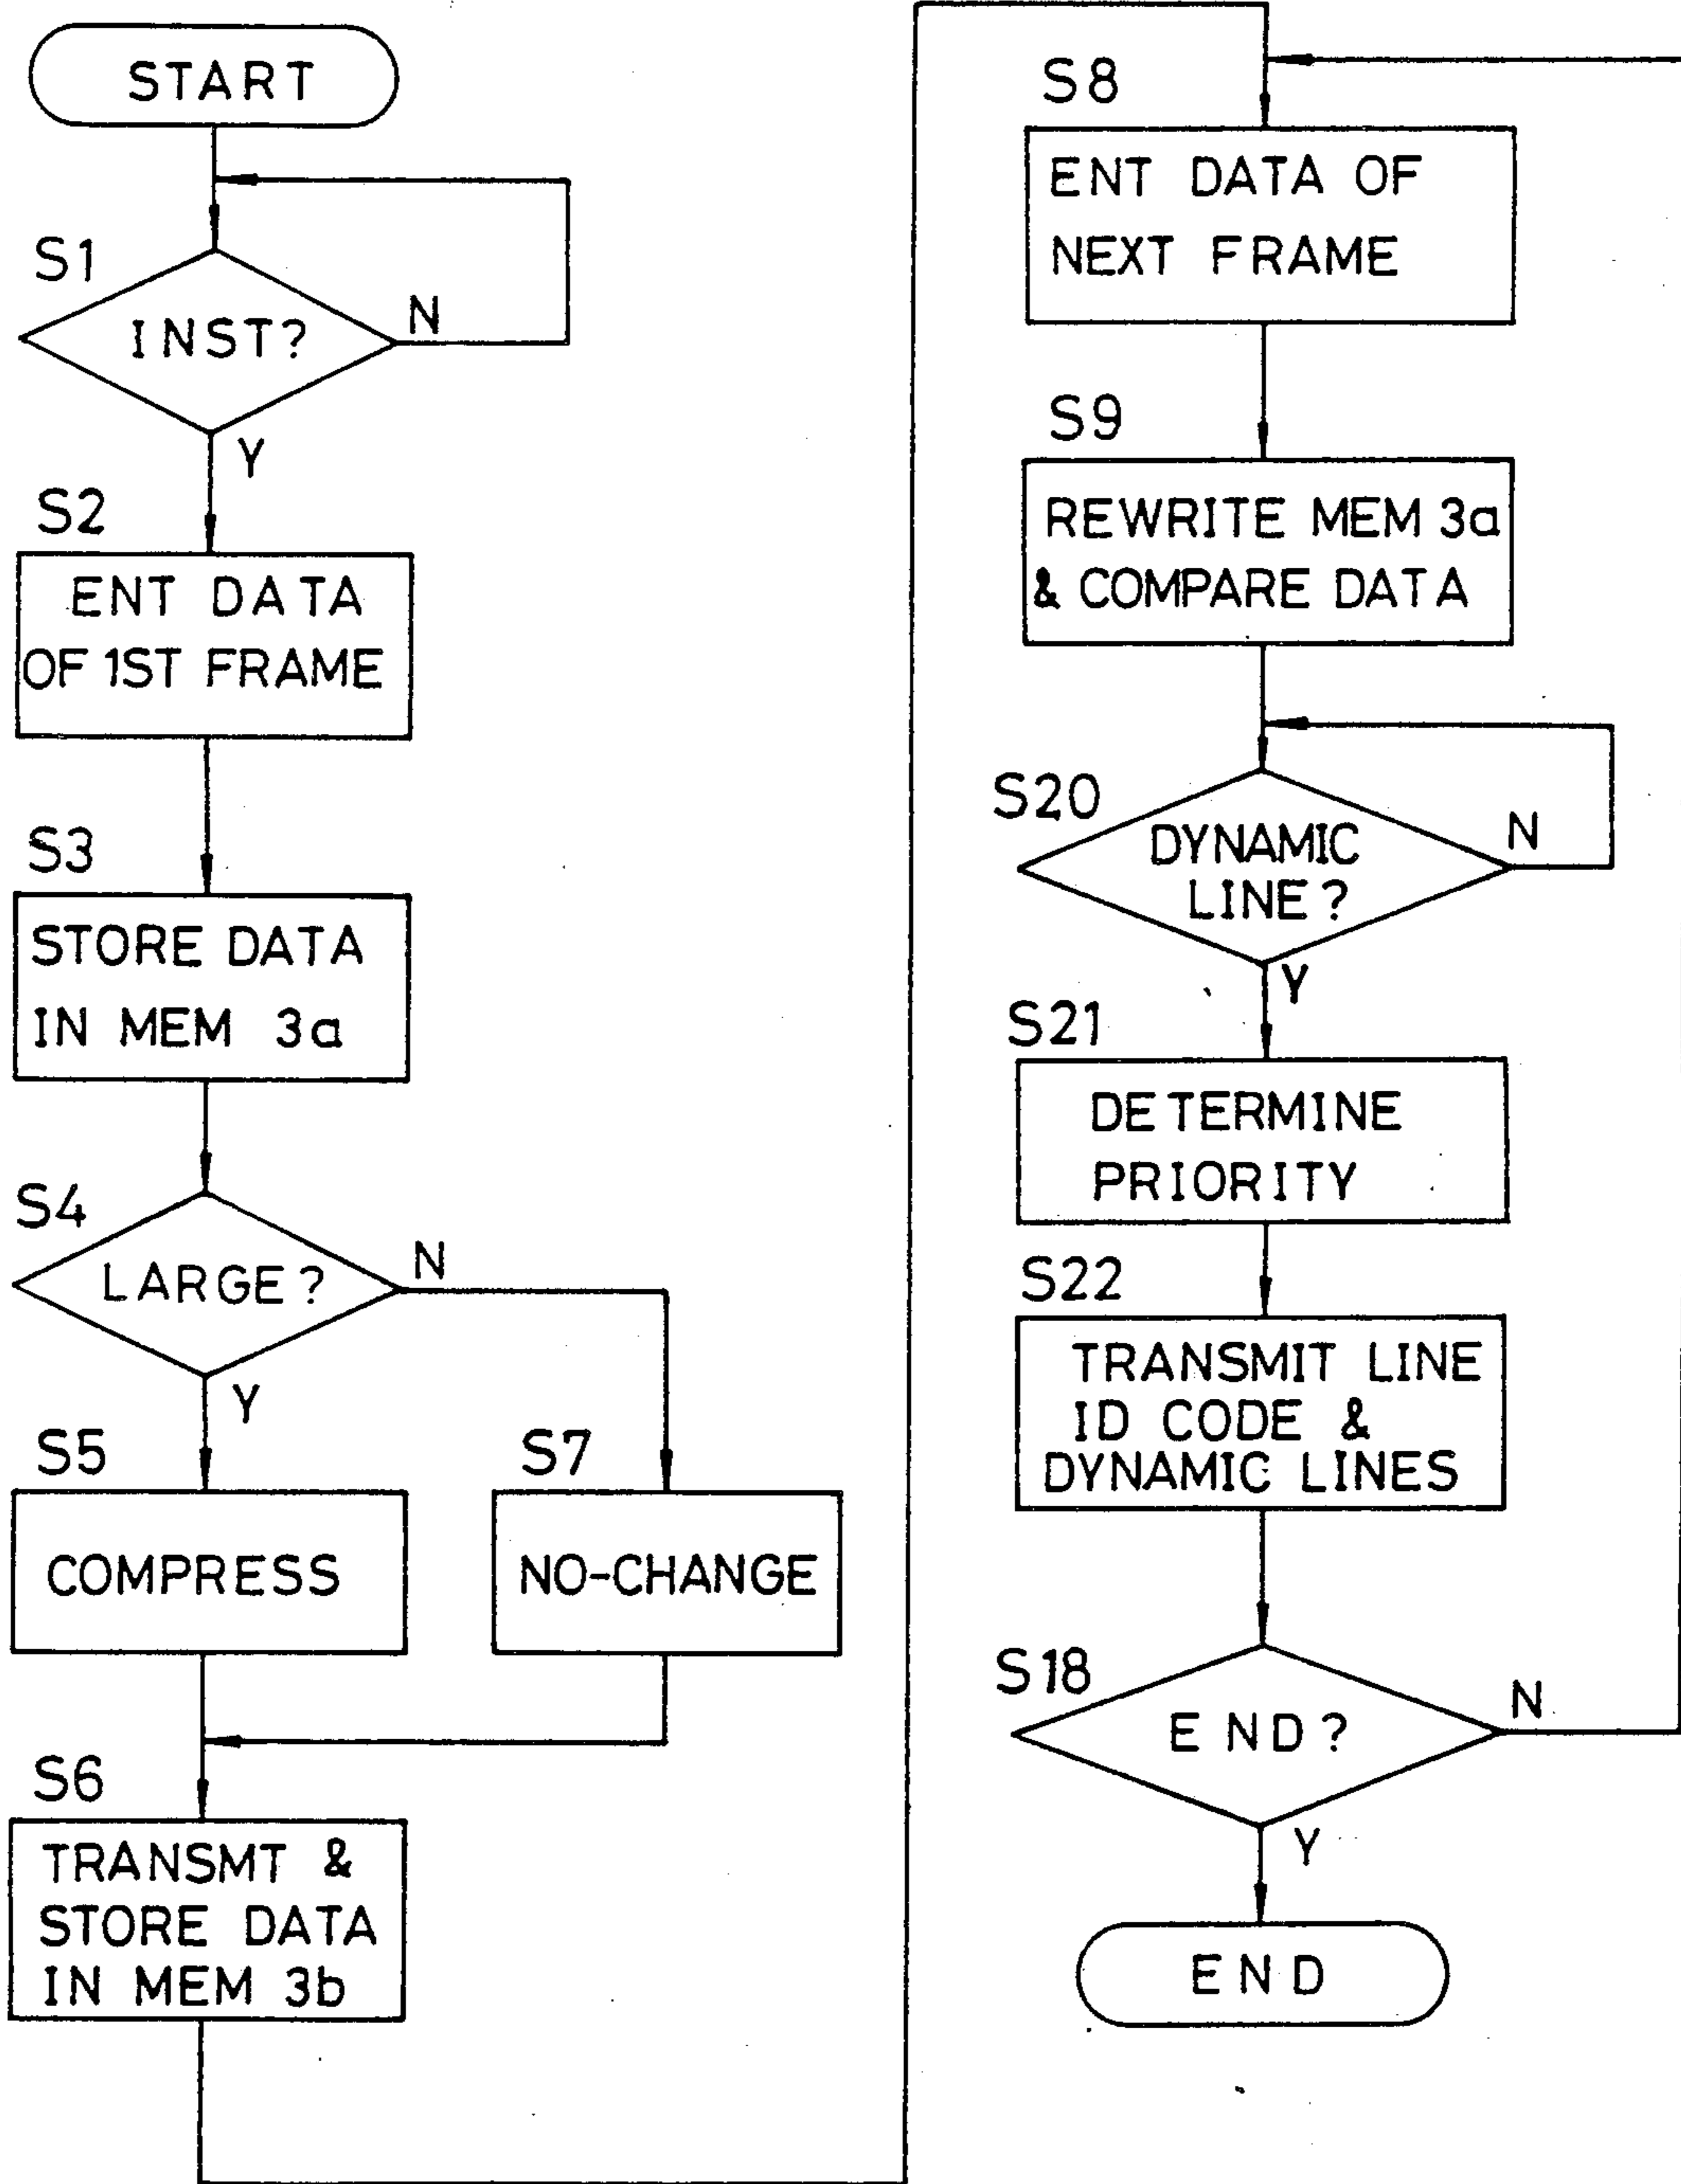 START
S1
INST?
N
Y
S2
ENT DATA
OF 1ST FRAME
S3
STORE DATA
IN MEM 3a
S4
LARGE?
N
Y
S5
COMPRESS
S7
NO-CHANGE
S6
TRANSMT &
STORE DATA
IN MEM 3b
S8
ENT DATA OF
NEXT FRAME
S9
REWRITE MEM 3a
& COMPARE DATA
S20
DYNAMIC
LINE?
N
Y
S21
DETERMINE
PRIORITY
S22
TRANSMIT LINE
ID CODE &
DYNAMIC LINES
S18
END?
N
Y
END